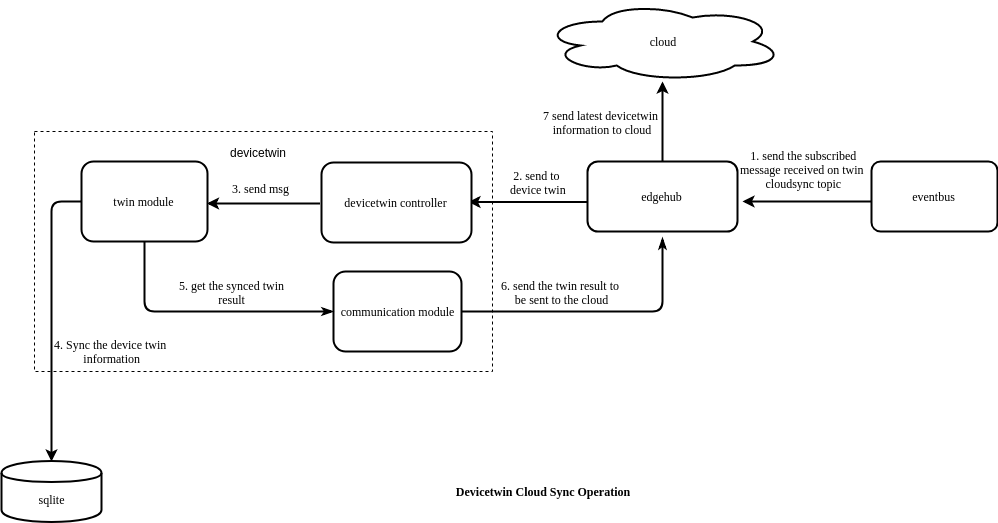 cloud
7 send latest devicetwin
information to cloud
devicetwin
1. send the subscribed
message received on twin
cloudsync topic
2. send to
device twin
3. send msg
twin module
devicetwin controller
edgehub
eventbus
5. get the synced twin
result
6. send the twin result to
be sent to the cloud
communication module
4. Sync the device twin
information
sqlite
Devicetwin Cloud Sync Operation